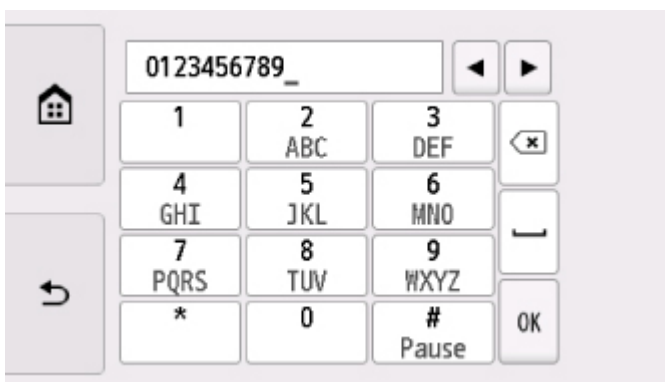 0123456789_
1 2 3
ABC DEF
4 5 6
GHI JKL MNO
7 8 9
PQRS TUV WXYZ
* 0 #
Pause
OK